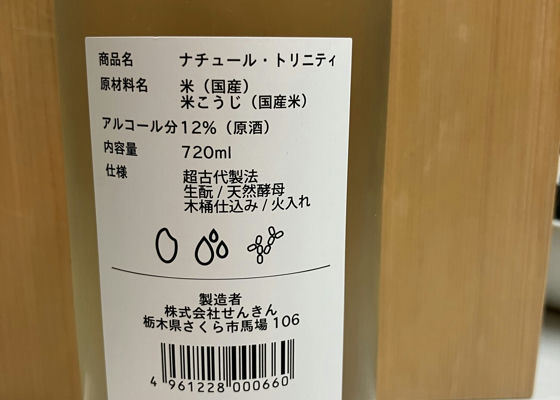 商品名 ナチュール・トリニティ
原材料名 米（国産）
米こうじ（国産米）
アルコール分12%（原酒）
内容量 720ml
仕様 超古代製法
生酛/天然酵母
木桶仕込み/火入れ
製造者
株式会社せんきん
栃木県さくら市馬場106
4 961228 000660